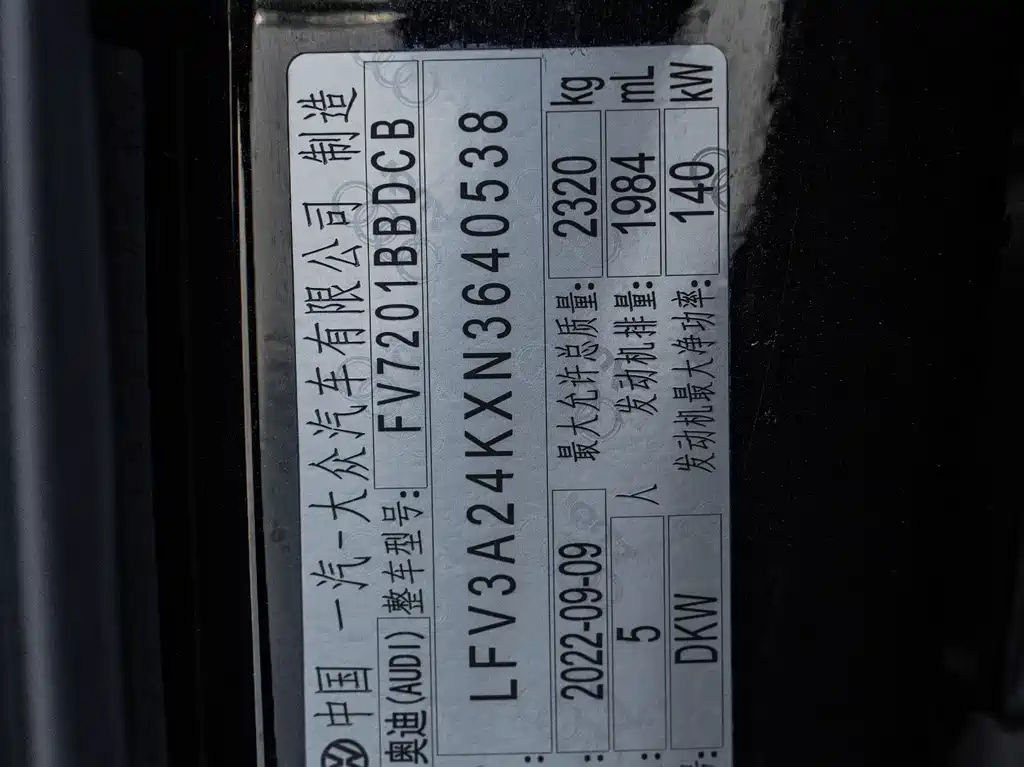 中国 一汽-大众汽车有限公司 制造
奥迪(AUDI) 整车型号: FV7201BBDCB
: LFV3A24KXN3640538
: 2022-09-09 最大允许总质量: 2320 kg
: 5 人 发动机排量: 1984 mL
号: DKW 发动机最大净功率: 140 kW